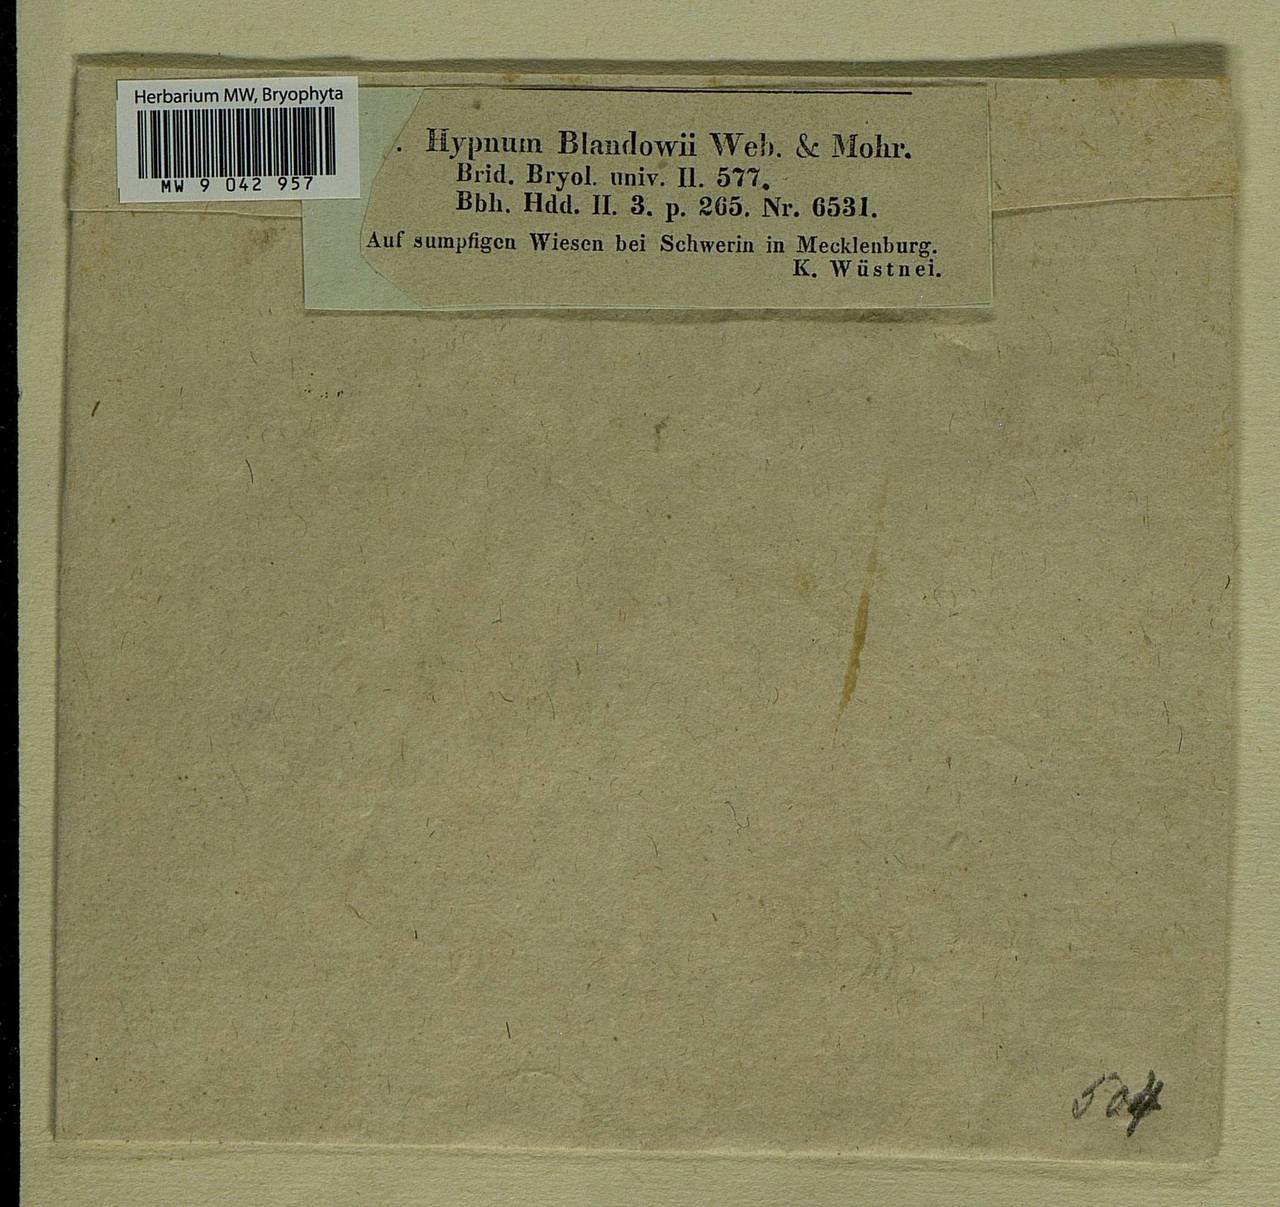 Herbarium MW, Bryophyta
MW 9 042 957
. Hypnum Blandowii Web. & Mohr.
Brid. Bryol. univ. II. 577.
Bbh. Hdd. II. 3. p. 265. Nr. 6531.
Auf sumpfigen Wiesen bei Schwerin in Mecklenburg.
K. Wüstnei.
504